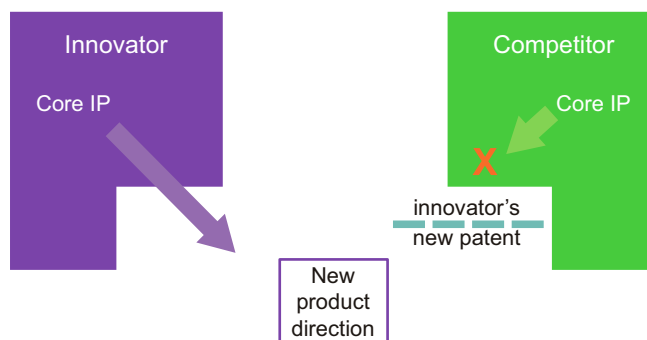 Innovator
Core IP
Competitor
Core IP
X
innovator's
new patent
New
product
direction